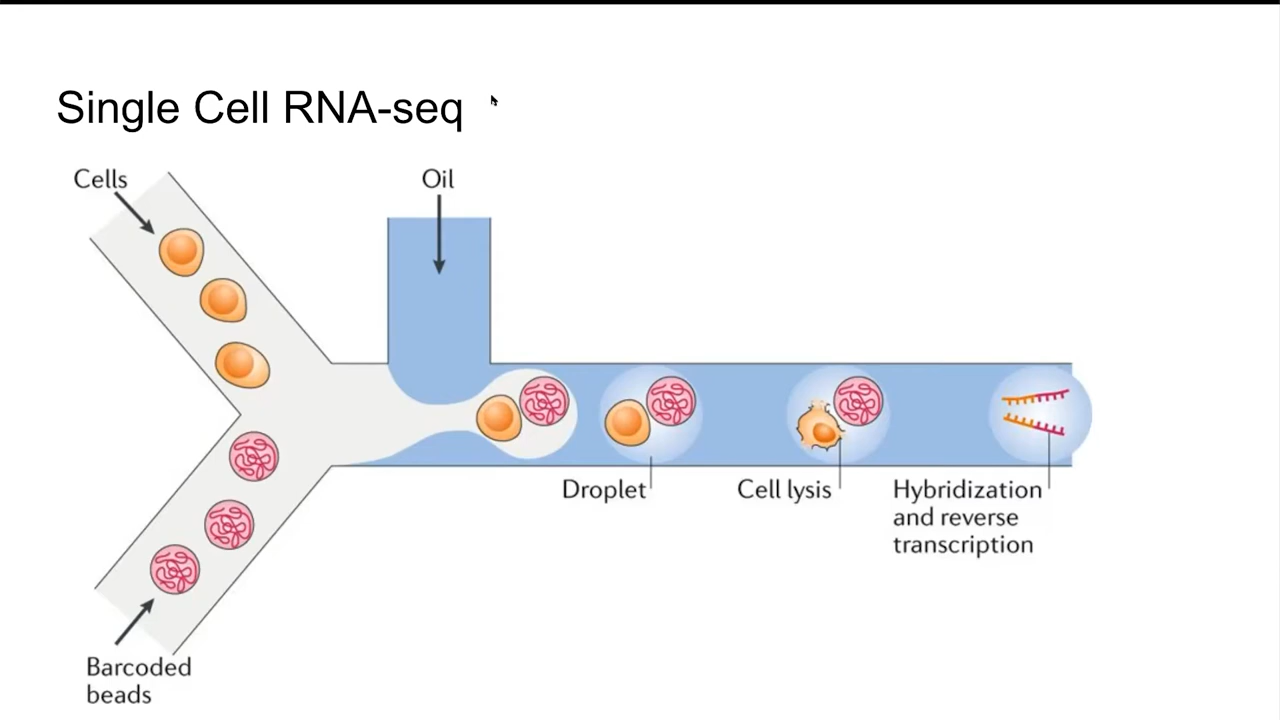 Single Cell RNA-seq
Cells
Oil
Droplet
Cell lysis
Hybridization
and reverse
transcription
Barcoded
beads